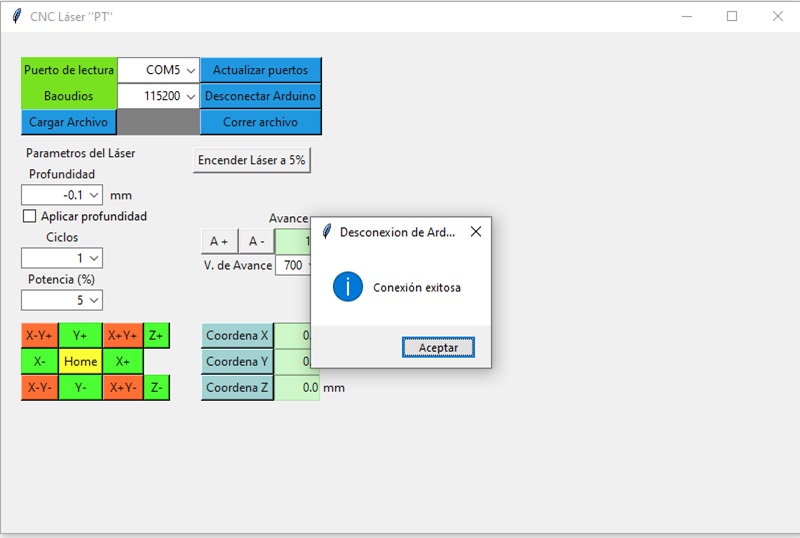 CNC Láser "PT"
Puerto de lectura COM5 Actualizar puertos
Baoudios 115200 Desconectar Arduino
Cargar Archivo Correr archivo
Parametros del Láser
Encender Láser a 5%
Profundidad
-0.1 mm
Aplicar profundidad
Avance
Ciclos
A + A - 1
1
V. de Avance 700
Potencia (%)
5
Desconexion de Ard...
Conexión exitosa
Aceptar
X-Y+ Y+ X+Y+ Z+ Coordena X 0.
X- Home X+ Coordena Y 0.
X-Y- Y- X+Y- Z- Coordena Z 0.0 mm